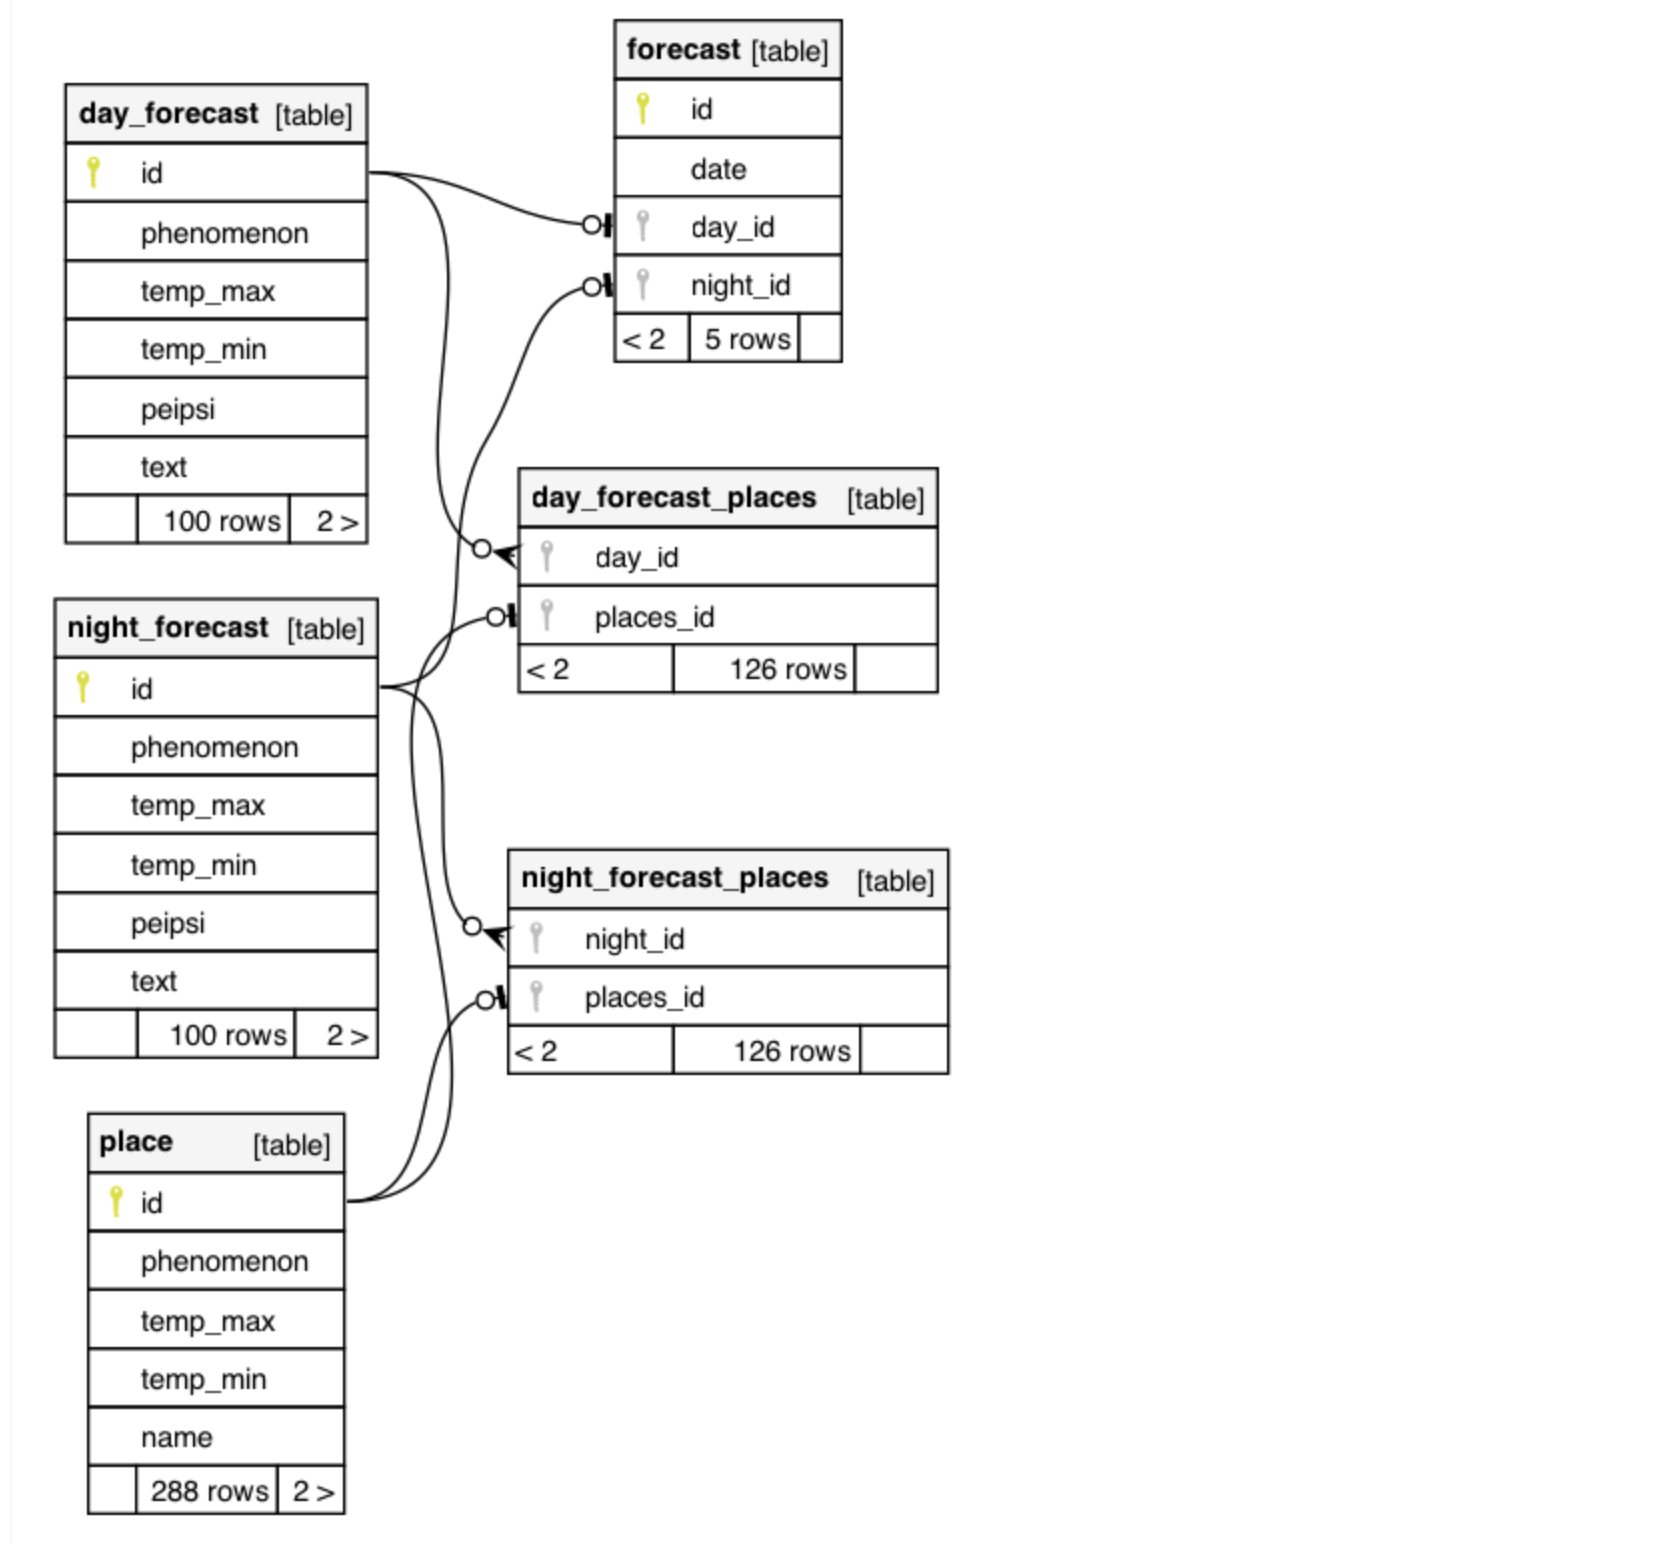 forecast [table]
id
date
day_id
night_id
< 2 5 rows
day_forecast [table]
id
phenomenon
temp_max
temp_min
peipsi
text
100 rows 2 >
day_forecast_places [table]
day_id
places_id
< 2 126 rows
night_forecast [table]
id
phenomenon
temp_max
temp_min
peipsi
text
100 rows 2 >
night_forecast_places [table]
night_id
places_id
< 2 126 rows
place [table]
id
phenomenon
temp_max
temp_min
name
288 rows 2 >